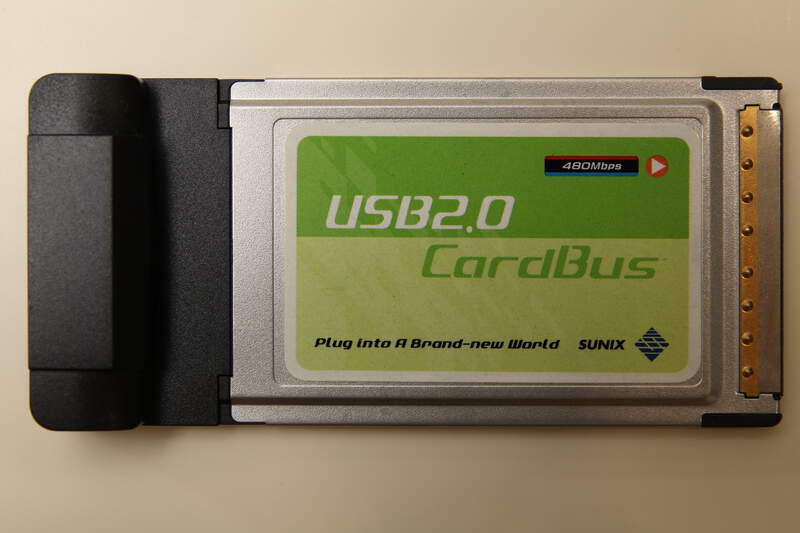 480Mbps
USB2.0
CardBus
Plug into A Brand-new World SUNIX